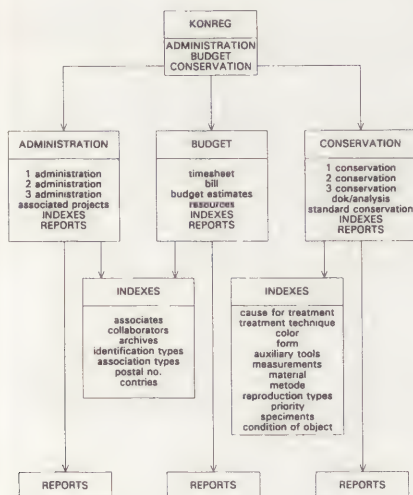 KONREG
ADMINISTRATION
BUDGET
CONSERVATION
ADMINISTRATION
1 administration
2 administration
3 administration
associated projects
INDEXES
REPORTS
BUDGET
timesheet
bill
budget estimates
resources
INDEXES
REPORTS
CONSERVATION
1 conservation
2 conservation
3 conservation
dok/analysis
standard conservation
INDEXES
REPORTS
INDEXES
associates
collaborators
archives
identification types
association types
postal no.
contries
INDEXES
cause for treatment
treatment technique
color
form
auxiliary tools
measurements
material
metode
reproduction types
priority
speciments
condition of object
REPORTS
REPORTS
REPORTS